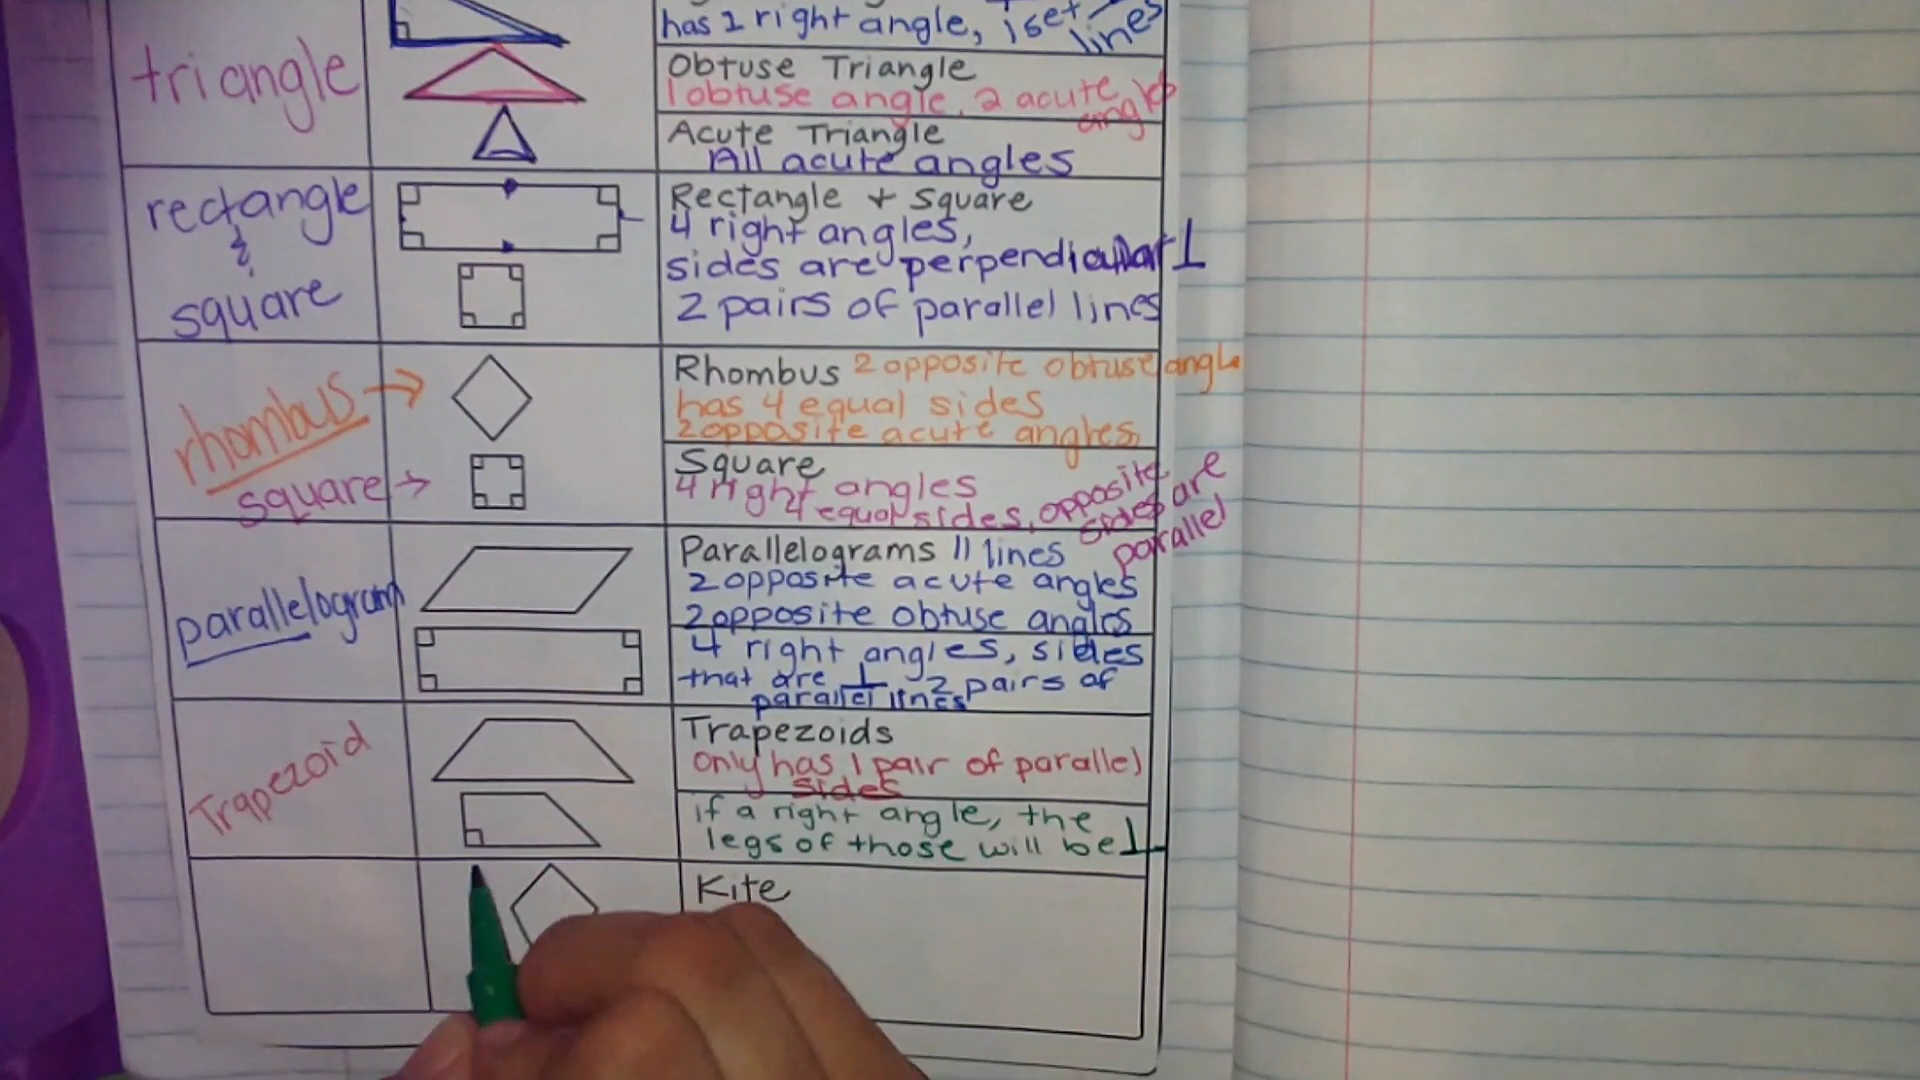 triangle
has 1 right angle, 1 set
lines
Obtuse Triangle
1 obtuse angle, 2 acute
angles
Acute Triangle
All acute angles
rectangle
&
square
Rectangle + Square
4 right angles,
sides are perpendicular ⊥
2 pairs of parallel lines
rhombus →
square →
Rhombus 2 opposite obtuse angle
has 4 equal sides
2 opposite acute angles
Square
4 right angles
4 equal sides, opposite
sides are
parallel
parallelogram
Parallelograms || lines
2 opposite acute angles
2 opposite obtuse angles
4 right angles, sides
that are ⊥ 2 pairs of
parallel lines
Trapezoid
Trapezoids
only has 1 pair of parallel
sides
if a right angle, the
legs of those will be ⊥
Kite